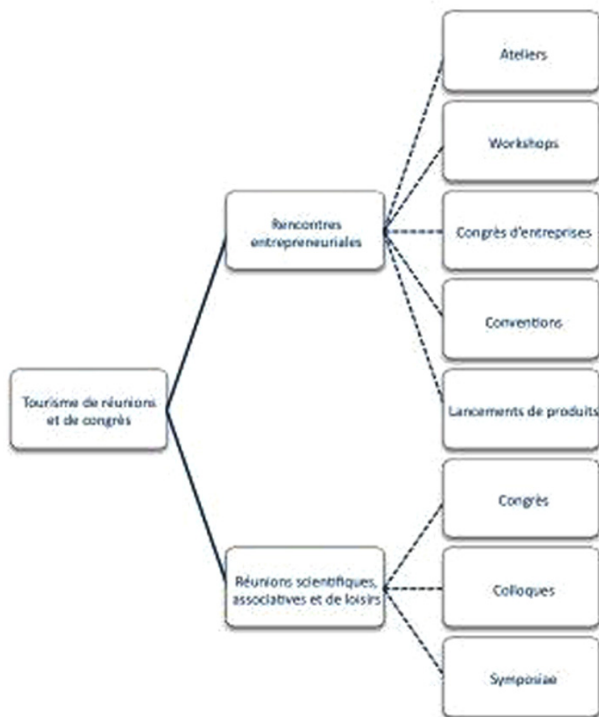 Ateliers
Workshops
Rencontres
entrepreneuriales
Congrès d'entreprises
Conventions
Tourisme de réunions
et de congrès
Lancements de produits
Congrès
Réunions scientifiques,
associatives et de loisirs
Colloques
Symposiae